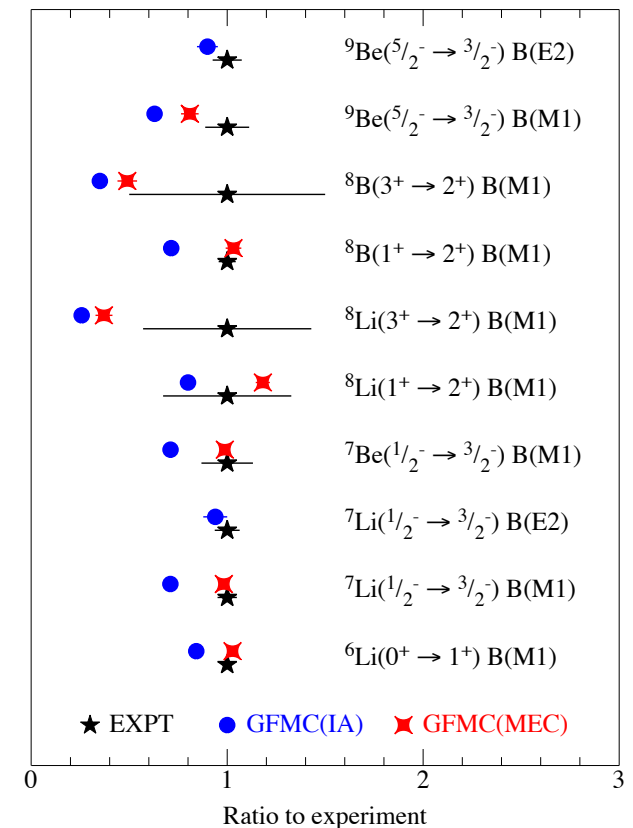 ⁹Be(⁵/₂⁻ → ³/₂⁻) B(E2)
⁹Be(⁵/₂⁻ → ³/₂⁻) B(M1)
⁸B(3⁺ → 2⁺) B(M1)
⁸B(1⁺ → 2⁺) B(M1)
⁸Li(3⁺ → 2⁺) B(M1)
⁸Li(1⁺ → 2⁺) B(M1)
⁷Be(¹/₂⁻ → ³/₂⁻) B(M1)
⁷Li(¹/₂⁻ → ³/₂⁻) B(E2)
⁷Li(¹/₂⁻ → ³/₂⁻) B(M1)
⁶Li(0⁺ → 1⁺) B(M1)
EXPT GFMC(IA) GFMC(MEC)
0 1 2 3
Ratio to experiment